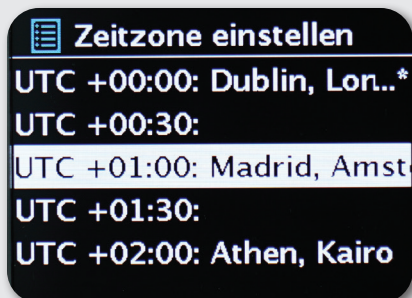 Zeitzone einstellen
UTC +00:00: Dublin, Lon...*
UTC +00:30:
UTC +01:00: Madrid, Amst
UTC +01:30:
UTC +02:00: Athen, Kairo